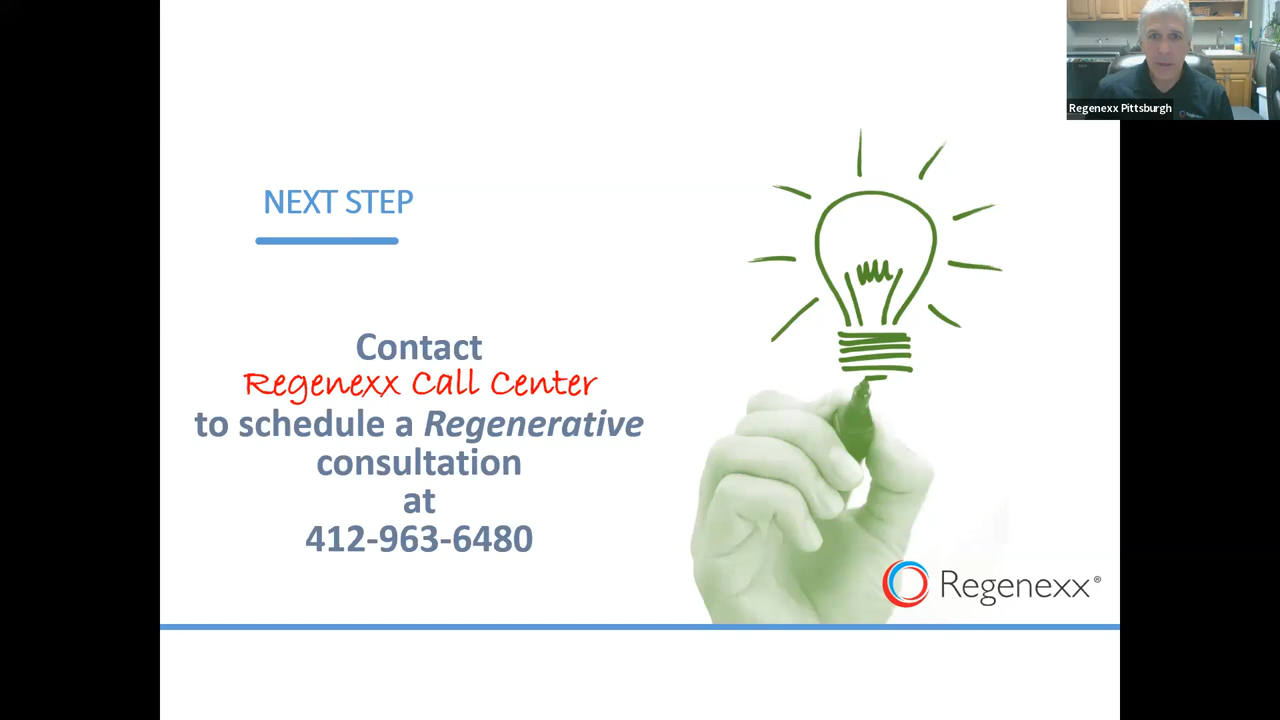 Regenexx Pittsburgh
NEXT STEP
Contact
Regenexx Call Center
to schedule a Regenerative
consultation
at
412-963-6480
Regenexx®